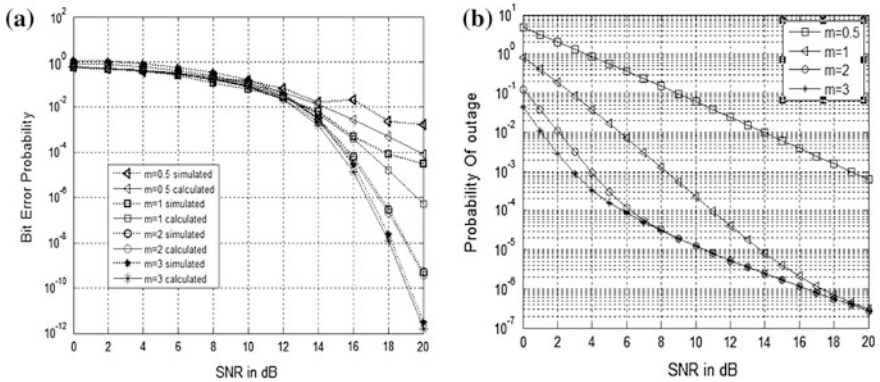 (a)
Bit Error Probability
10^2
10^0
10^-2
10^-4
10^-6
10^-8
10^-10
10^-12
m=0.5 simulated
m=0.5 calculated
m=1 simulated
m=1 calculated
m=2 simulated
m=2 calculated
m=3 simulated
m=3 calculated
0 2 4 6 8 10 12 14 16 18 20
SNR in dB
(b)
Probability Of outage
10^1
10^0
10^-1
10^-2
10^-3
10^-4
10^-5
10^-6
10^-7
m=0.5
m=1
m=2
m=3
0 2 4 6 8 10 12 14 16 18 20
SNR in dB